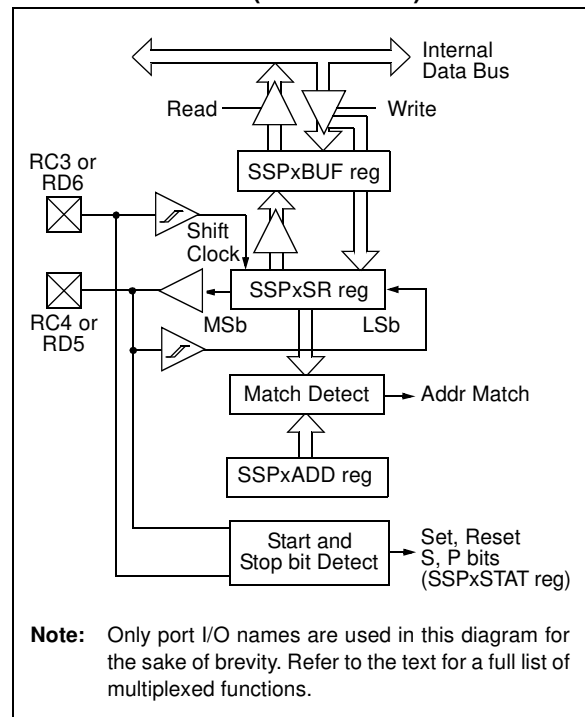 Internal
Data Bus
Read
Write
RC3 or
RD6
SSPxBUF reg
Shift
Clock
SSPxSR reg
MSb
LSb
RC4 or
RD5
Match Detect
Addr Match
SSPxADD reg
Start and
Stop bit Detect
Set, Reset
S, P bits
(SSPxSTAT reg)
Note: Only port I/O names are used in this diagram for
the sake of brevity. Refer to the text for a full list of
multiplexed functions.